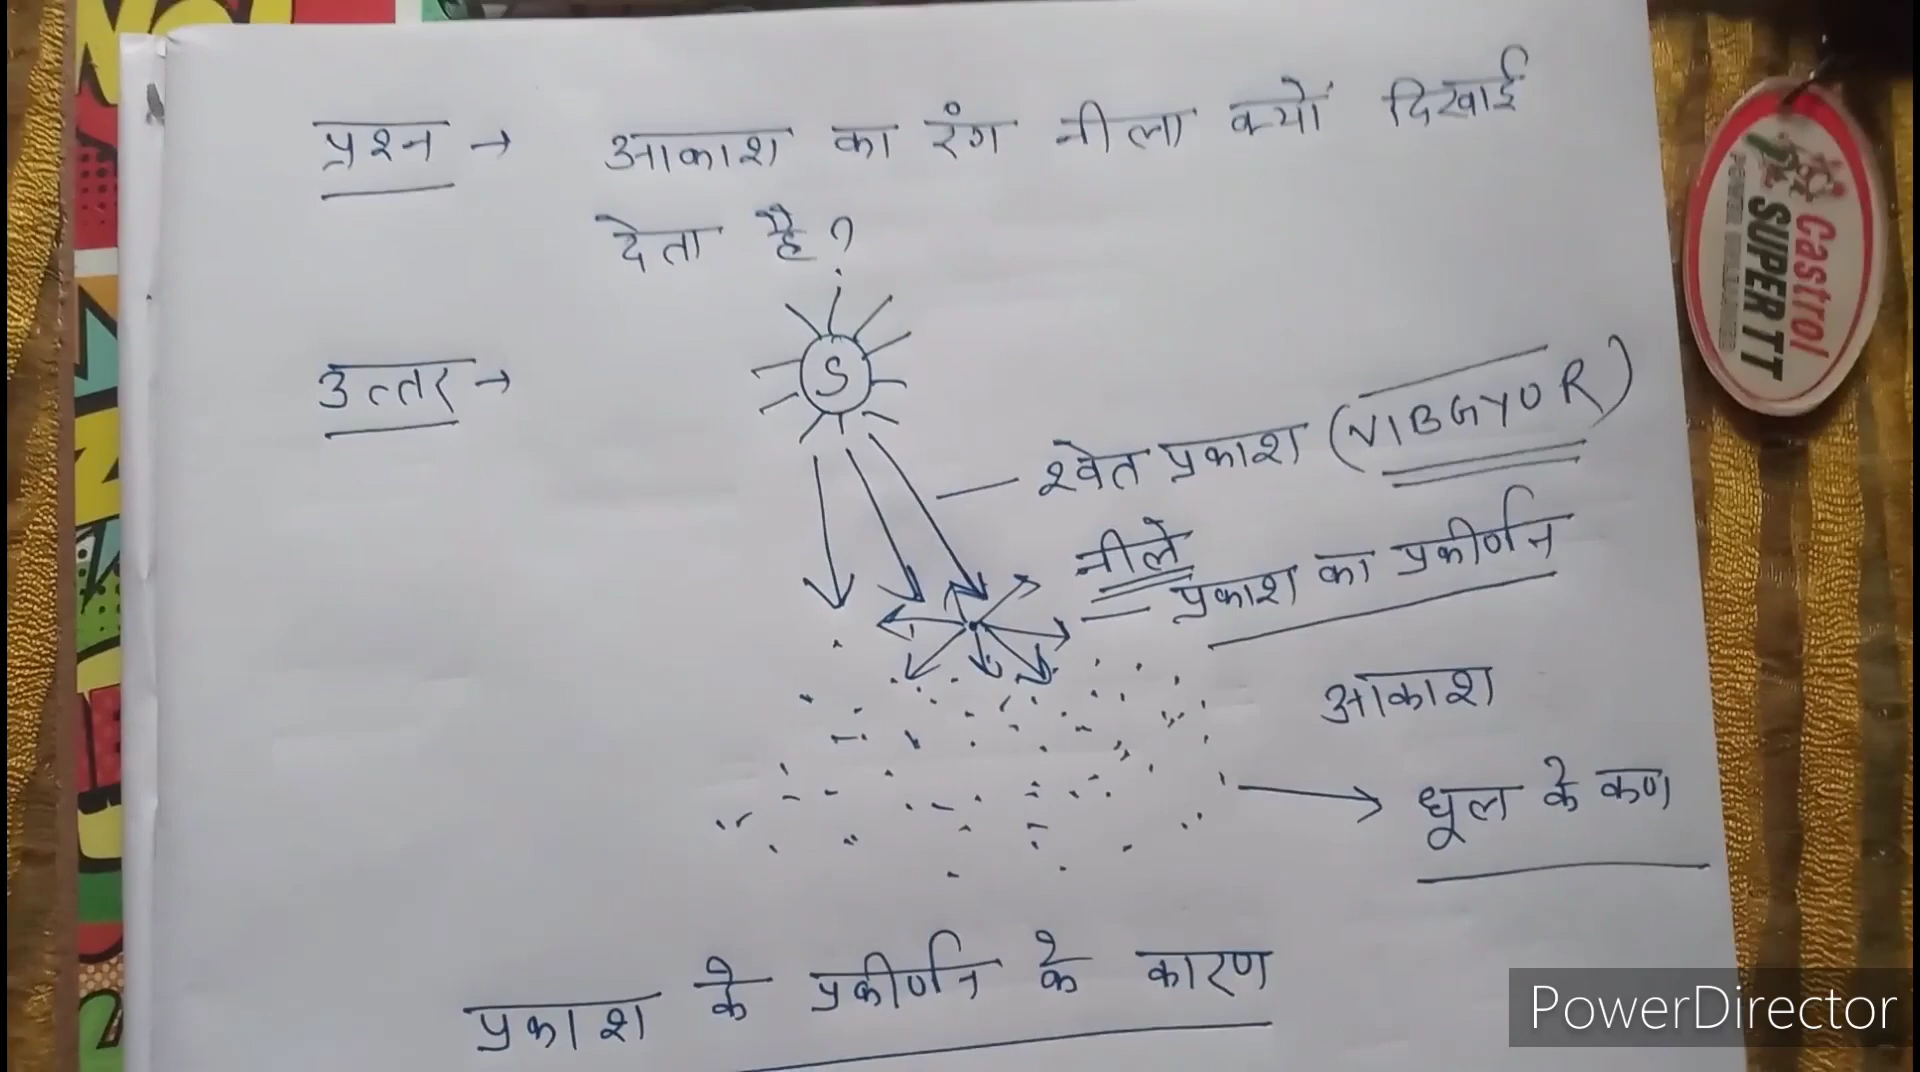 प्रश्न → आकाश का रंग नीला क्यों दिखाई
देता है?
उत्तर →
S
श्वेत प्रकाश (VIBGYOR)
नीले
प्रकाश का प्रकीर्णन
आकाश
धूल के कण
प्रकाश के प्रकीर्णन के कारण
Castrol
SUPER TT
PowerDirector